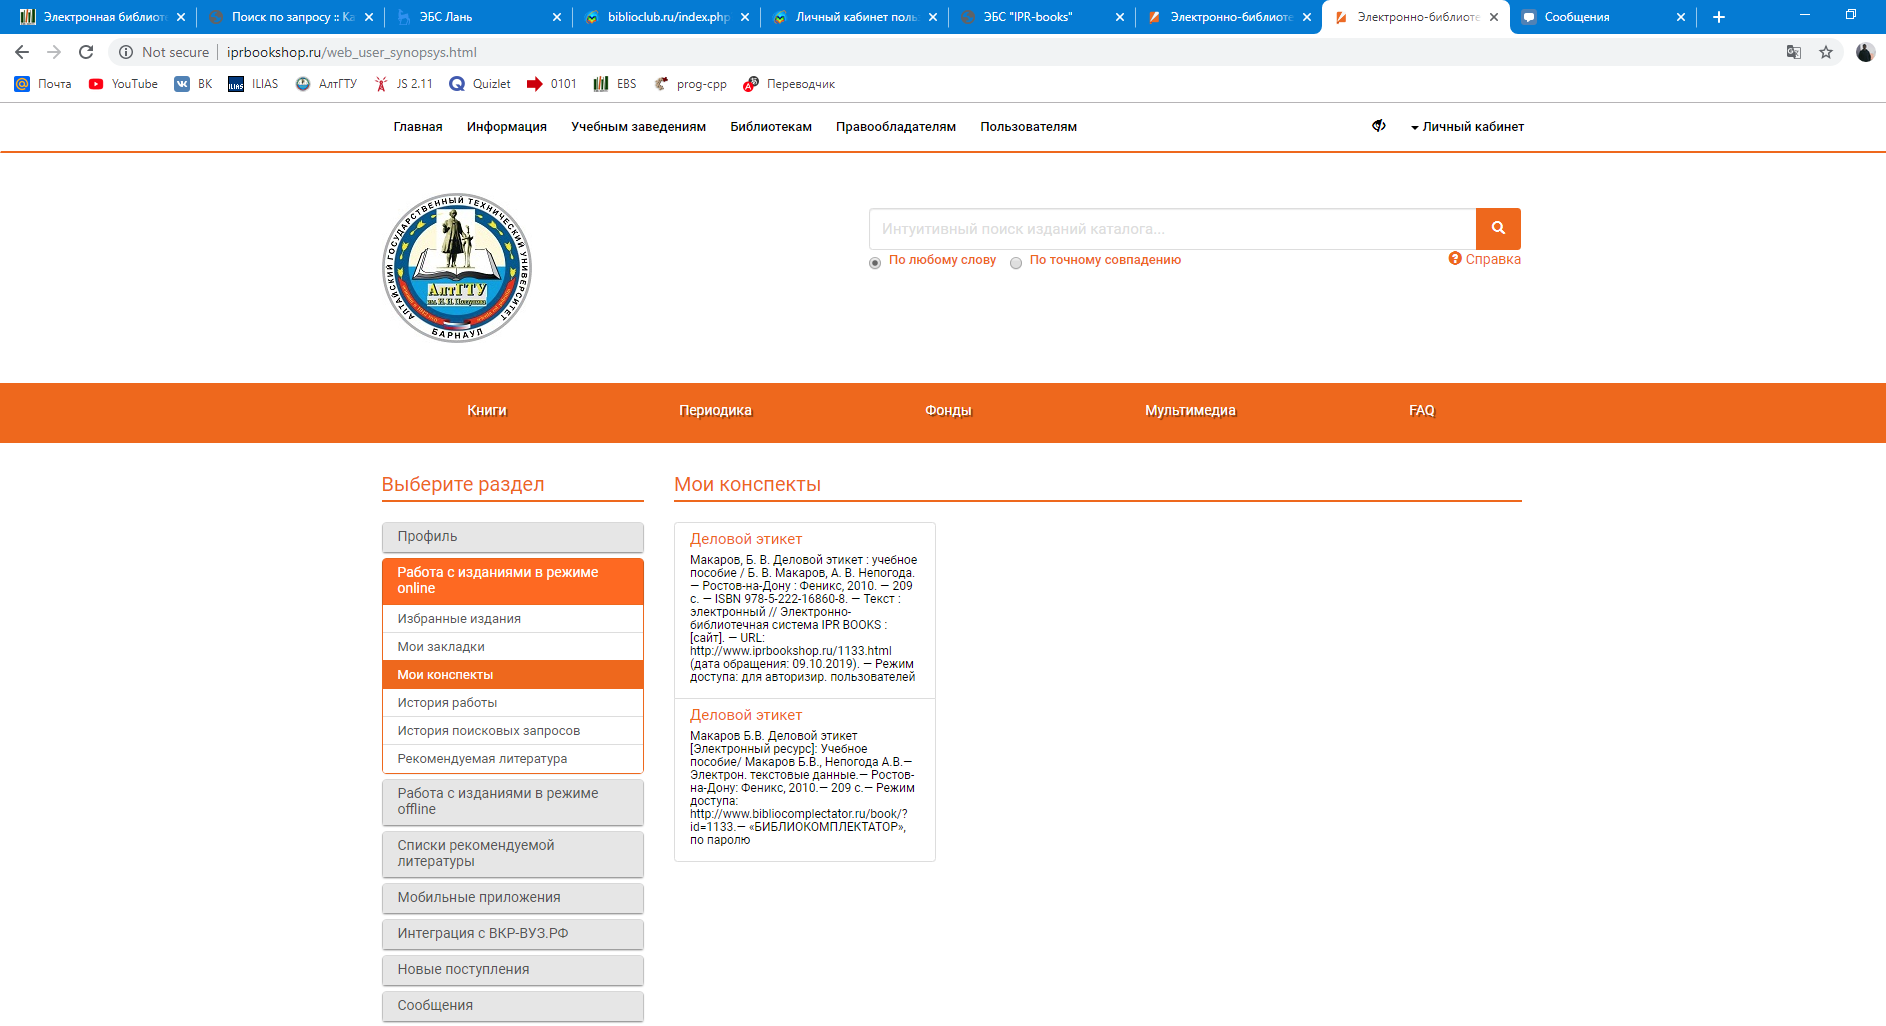 Электронная библиот
Поиск по запросу :: Ка
ЭБС Лань
biblioclub.ru/index.php
Личный кабинет поль
ЭБС "IPR-books"
Электронно-библиоте
Электронно-библиоте
Сообщения
Not secure
iprbookshop.ru/web_user_synopsys.html
Почта
YouTube
ВК
ILIAS
АлтГТУ
JS 2.11
Quizlet
0101
EBS
prog-cpp
Переводчик
Главная
Информация
Учебным заведениям
Библиотекам
Правообладателям
Пользователям
Личный кабинет
АЛТАЙСКИЙ ГОСУДАРСТВЕННЫЙ ТЕХНИЧЕСКИЙ УНИВЕРСИТЕТ
АлтГТУ
им. И. И. Ползунова
БАРНАУЛ
Интуитивный поиск изданий каталога...
По любому слову
По точному совпадению
Справка
Книги
Периодика
Фонды
Мультимедиа
FAQ
Выберите раздел
Профиль
Работа с изданиями в режиме
online
Избранные издания
Мои закладки
Мои конспекты
История работы
История поисковых запросов
Рекомендуемая литература
Работа с изданиями в режиме
offline
Списки рекомендуемой
литературы
Мобильные приложения
Интеграция с ВКР-ВУЗ.РФ
Новые поступления
Сообщения
Мои конспекты
Деловой этикет
Макаров, Б. В. Деловой этикет : учебное
пособие / Б. В. Макаров, А. В. Непогода.
— Ростов-на-Дону : Феникс, 2010. — 209
c. — ISBN 978-5-222-16860-8. — Текст :
электронный // Электронно-
библиотечная система IPR BOOKS :
[сайт]. — URL:
http://www.iprbookshop.ru/1133.html
(дата обращения: 09.10.2019). — Режим
доступа: для авторизир. пользователей
Деловой этикет
Макаров Б.В. Деловой этикет
[Электронный ресурс]: Учебное
пособие/ Макаров Б.В., Непогода А.В.—
Электрон. текстовые данные.— Ростов-
на-Дону: Феникс, 2010.— 209 c.— Режим
доступа:
http://www.bibliocomplectator.ru/book/?
id=1133.— «БИБЛИОКОМПЛЕКТАТОР»,
по паролю